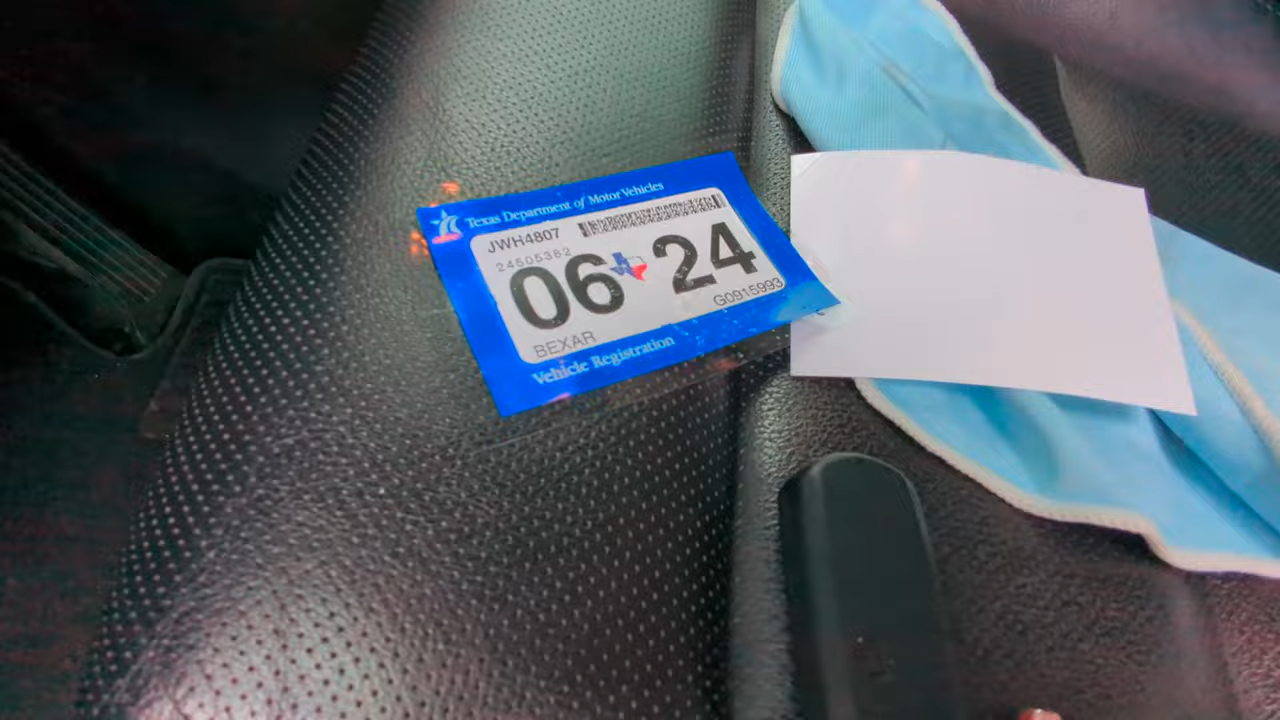 Texas Department of Motor Vehicles
JWH4807
24505382
06 24
G0915993
BEXAR
Vehicle Registration